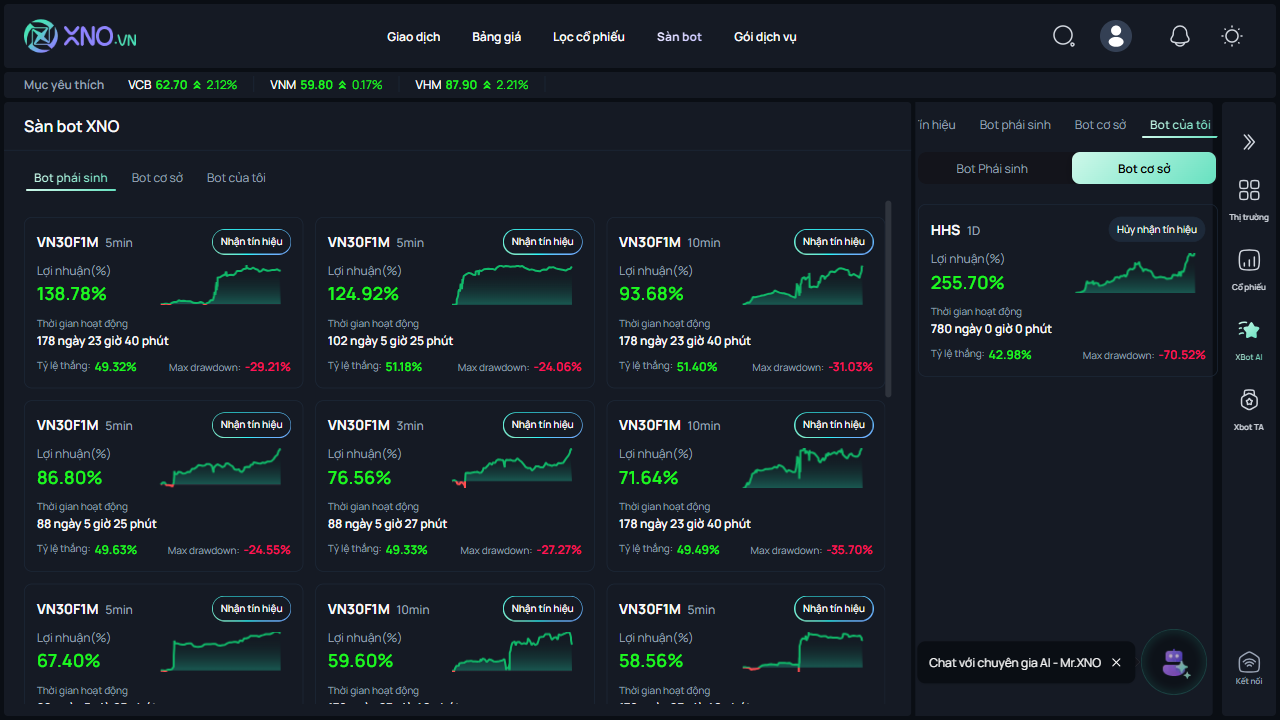 XNO.VN
Giao dịch Bảng giá Lọc cổ phiếu Sàn bot Gói dịch vụ
Mục yêu thích VCB 62.70 2.12% VNM 59.80 0.17% VHM 87.90 2.21%
Sàn bot XNO
Bot phái sinh Bot cơ sở Bot của tôi
VN30F1M 5min Nhận tín hiệu
Lợi nhuận(%)
138.78%
Thời gian hoạt động
178 ngày 23 giờ 40 phút
Tỷ lệ thắng: 49.32% Max drawdown: -29.21%
VN30F1M 5min Nhận tín hiệu
Lợi nhuận(%)
124.92%
Thời gian hoạt động
102 ngày 5 giờ 25 phút
Tỷ lệ thắng: 51.18% Max drawdown: -24.06%
VN30F1M 10min Nhận tín hiệu
Lợi nhuận(%)
93.68%
Thời gian hoạt động
178 ngày 23 giờ 40 phút
Tỷ lệ thắng: 51.40% Max drawdown: -31.03%
VN30F1M 5min Nhận tín hiệu
Lợi nhuận(%)
86.80%
Thời gian hoạt động
88 ngày 5 giờ 25 phút
Tỷ lệ thắng: 49.63% Max drawdown: -24.55%
VN30F1M 3min Nhận tín hiệu
Lợi nhuận(%)
76.56%
Thời gian hoạt động
88 ngày 5 giờ 27 phút
Tỷ lệ thắng: 49.33% Max drawdown: -27.27%
VN30F1M 10min Nhận tín hiệu
Lợi nhuận(%)
71.64%
Thời gian hoạt động
178 ngày 23 giờ 40 phút
Tỷ lệ thắng: 49.49% Max drawdown: -35.70%
VN30F1M 5min Nhận tín hiệu
Lợi nhuận(%)
67.40%
Thời gian hoạt động
VN30F1M 10min Nhận tín hiệu
Lợi nhuận(%)
59.60%
Thời gian hoạt động
VN30F1M 5min Nhận tín hiệu
Lợi nhuận(%)
58.56%
Thời gian hoạt động
ín hiệu Bot phái sinh Bot cơ sở Bot của tôi
Bot Phái sinh Bot cơ sở
HHS 1D Hủy nhận tín hiệu
Lợi nhuận(%)
255.70%
Thời gian hoạt động
780 ngày 0 giờ 0 phút
Tỷ lệ thắng: 42.98% Max drawdown: -70.52%
Chat với chuyên gia AI - Mr.XNO
Thị trường
Cổ phiếu
XBot AI
Xbot TA
Kết nối